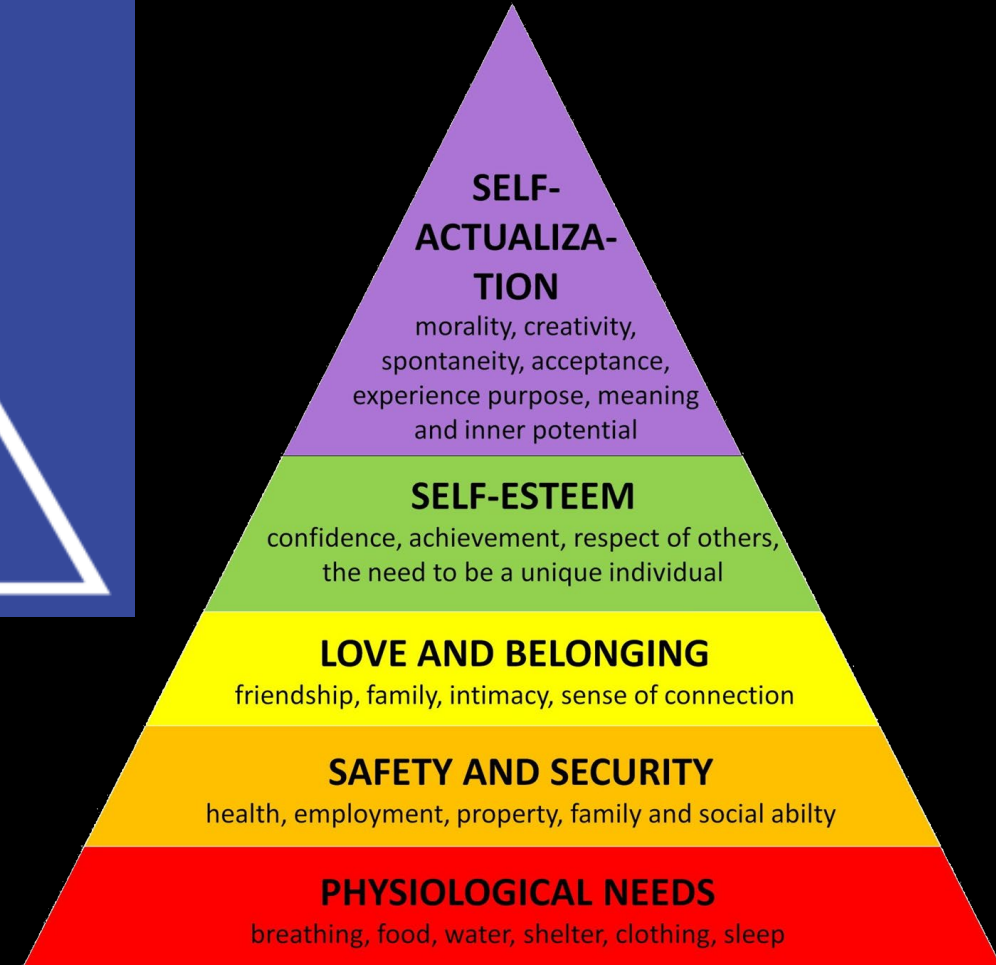 SELF-
ACTUALIZA-
TION
morality, creativity,
spontaneity, acceptance,
experience purpose, meaning
and inner potential
SELF-ESTEEM
confidence, achievement, respect of others,
the need to be a unique individual
LOVE AND BELONGING
friendship, family, intimacy, sense of connection
SAFETY AND SECURITY
health, employment, property, family and social abilty
PHYSIOLOGICAL NEEDS
breathing, food, water, shelter, clothing, sleep